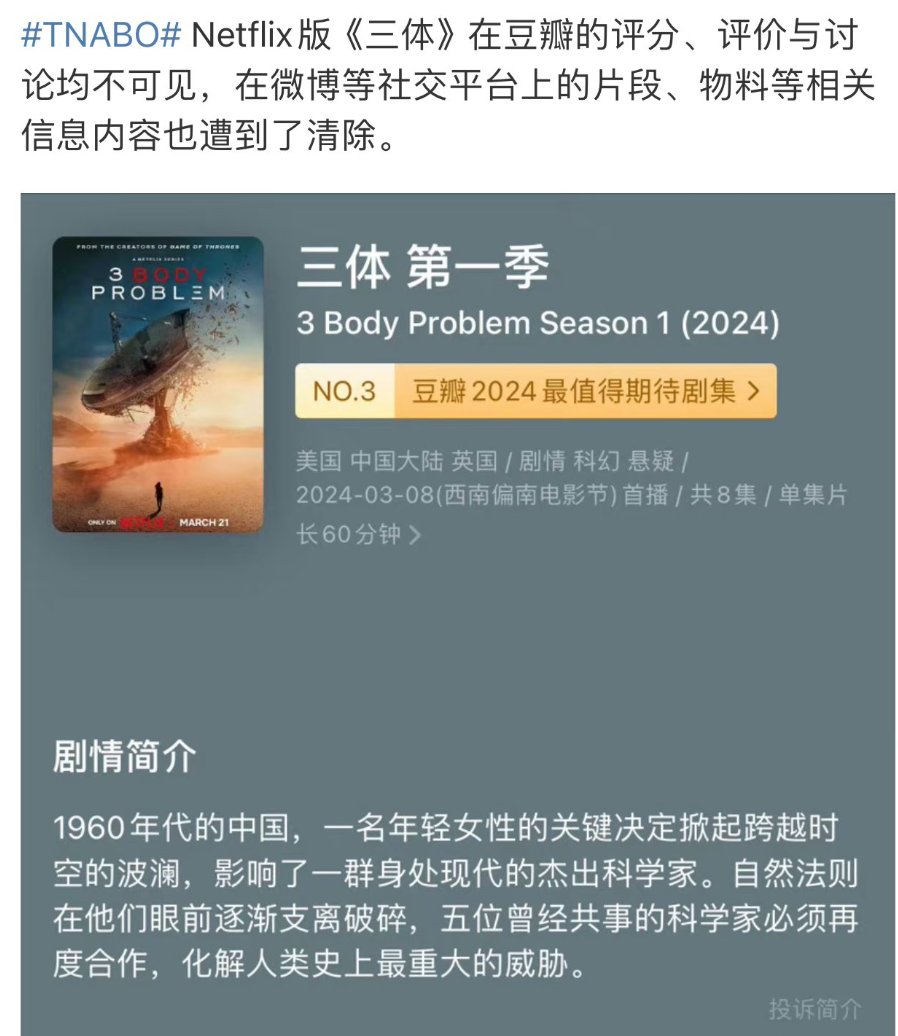 #TNABO# Netflix版《三体》在豆瓣的评分、评价与讨
论均不可见，在微博等社交平台上的片段、物料等相关
信息内容也遭到了清除。
FROM THE CREATORS OF GAME OF THRONES
A NETFLIX SERIES
3 BODY
PROBLEM
ONLY ON NETFLIX MARCH 21
三体 第一季
3 Body Problem Season 1 (2024)
NO.3 豆瓣2024最值得期待剧集 >
美国 中国大陆 英国 / 剧情 科幻 悬疑 /
2024-03-08(西南偏南电影节)首播 / 共8集 / 单集片
长60分钟 >
剧情简介
1960年代的中国，一名年轻女性的关键决定掀起跨越时
空的波澜，影响了一群身处现代的杰出科学家。自然法则
在他们眼前逐渐支离破碎，五位曾经共事的科学家必须再
度合作，化解人类史上最重大的威胁。
投诉简介